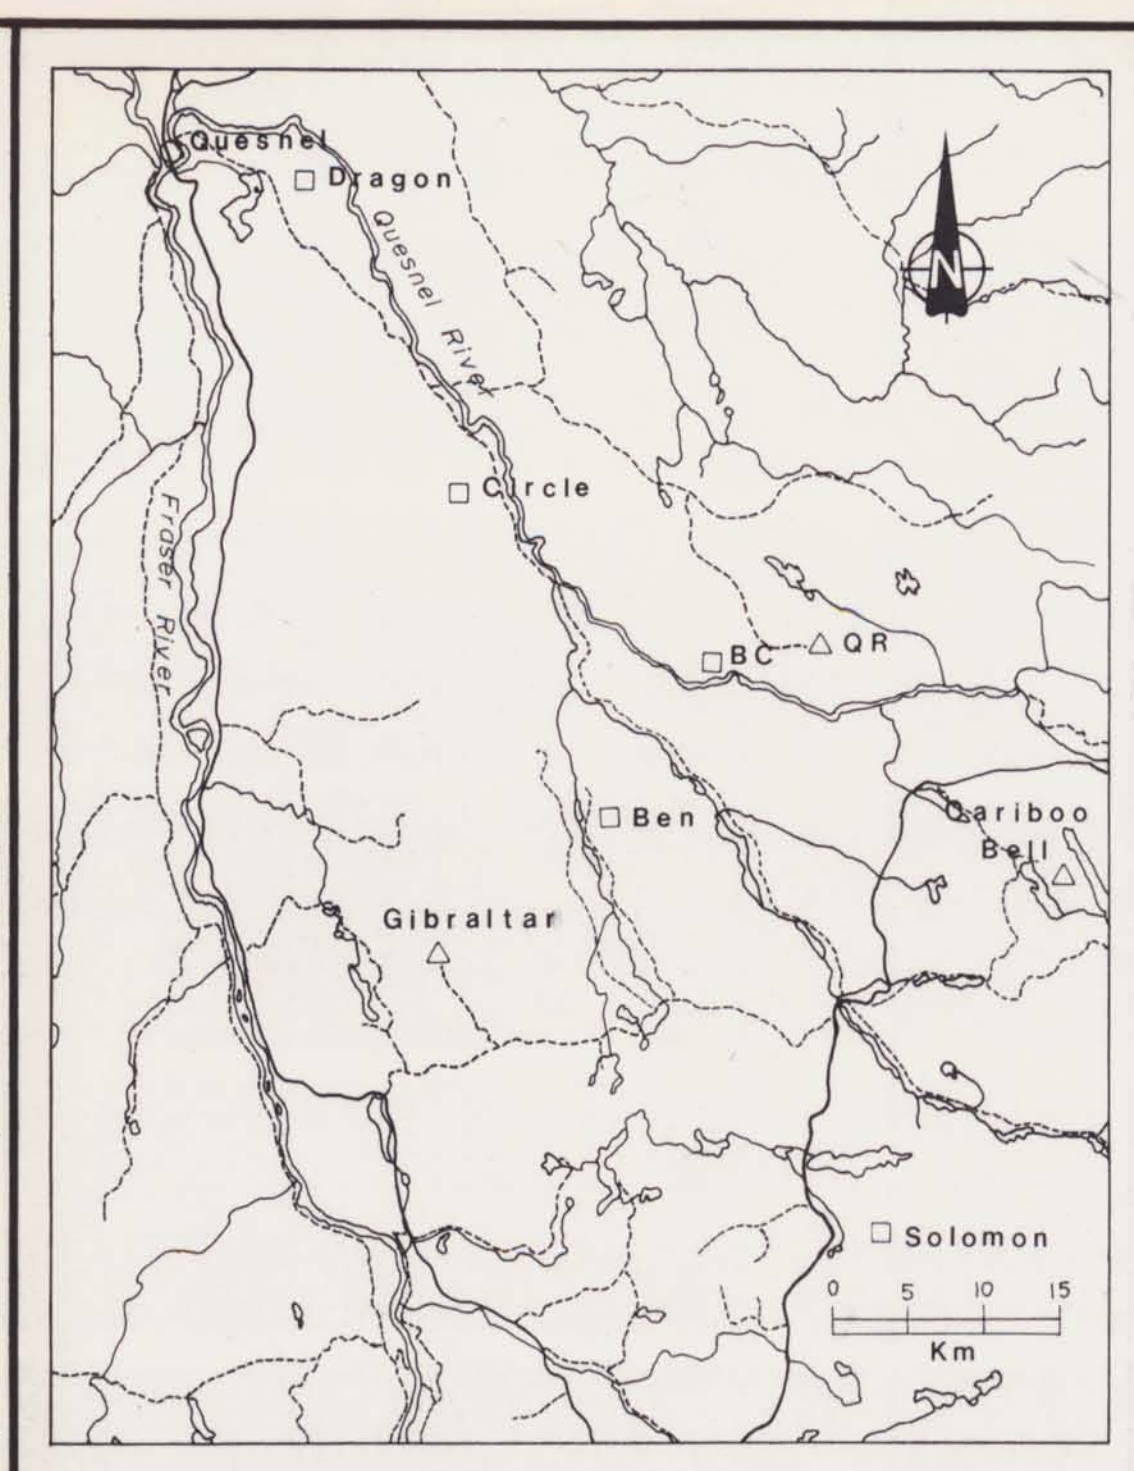 Quesnel
Dragon
Quesnel River
N
Circle
Fraser River
BC
QR
Cariboo
Bell
Ben
Gibraltar
Solomon
0 5 10 15
Km